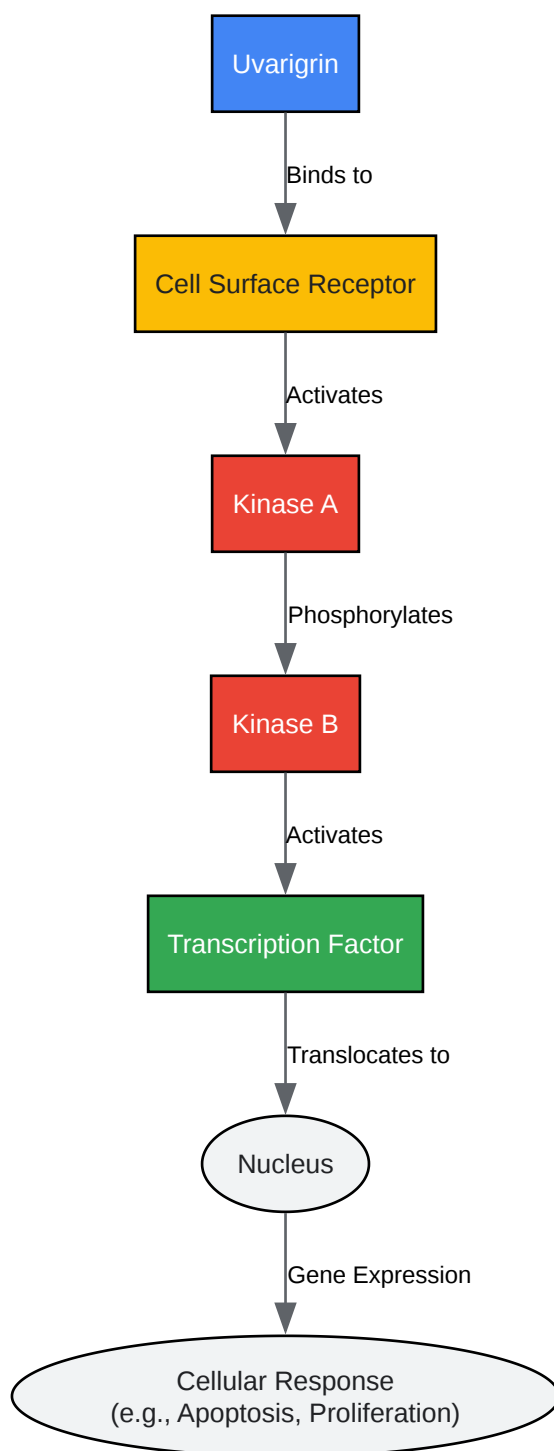 Uvarigrin
Binds to
Cell Surface Receptor
Activates
Kinase A
Phosphorylates
Kinase B
Activates
Transcription Factor
Translocates to
Nucleus
Gene Expression
Cellular Response
(e.g., Apoptosis, Proliferation)